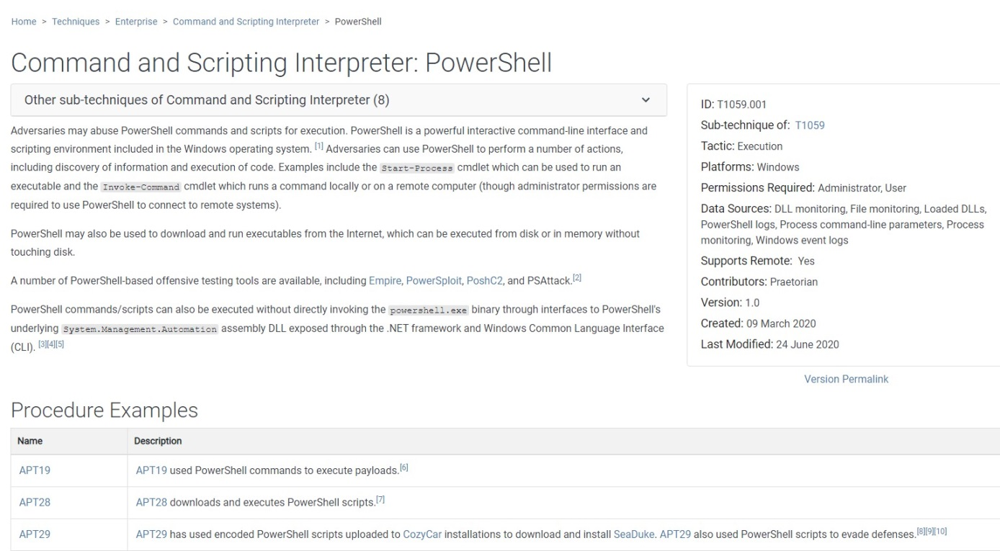 Home > Techniques > Enterprise > Command and Scripting Interpreter > PowerShell
Command and Scripting Interpreter: PowerShell
Other sub-techniques of Command and Scripting Interpreter (8)
Adversaries may abuse PowerShell commands and scripts for execution. PowerShell is a powerful interactive command-line interface and
scripting environment included in the Windows operating system. [1] Adversaries can use PowerShell to perform a number of actions,
including discovery of information and execution of code. Examples include the Start-Process cmdlet which can be used to run an
executable and the Invoke-Command cmdlet which runs a command locally or on a remote computer (though administrator permissions are
required to use PowerShell to connect to remote systems).
PowerShell may also be used to download and run executables from the Internet, which can be executed from disk or in memory without
touching disk.
A number of PowerShell-based offensive testing tools are available, including Empire, PowerSploit, PoshC2, and PSAttack.[2]
PowerShell commands/scripts can also be executed without directly invoking the powershell.exe binary through interfaces to PowerShell's
underlying System.Management.Automation assembly DLL exposed through the .NET framework and Windows Common Language Interface
(CLI). [3][4][5]
ID: T1059.001
Sub-technique of: T1059
Tactic: Execution
Platforms: Windows
Permissions Required: Administrator, User
Data Sources: DLL monitoring, File monitoring, Loaded DLLs,
PowerShell logs, Process command-line parameters, Process
monitoring, Windows event logs
Supports Remote: Yes
Contributors: Praetorian
Version: 1.0
Created: 09 March 2020
Last Modified: 24 June 2020
Version Permalink
Procedure Examples
Name Description
APT19 APT19 used PowerShell commands to execute payloads.[6]
APT28 APT28 downloads and executes PowerShell scripts.[7]
APT29 APT29 has used encoded PowerShell scripts uploaded to CozyCar installations to download and install SeaDuke. APT29 also used PowerShell scripts to evade defenses.[8][9][10]